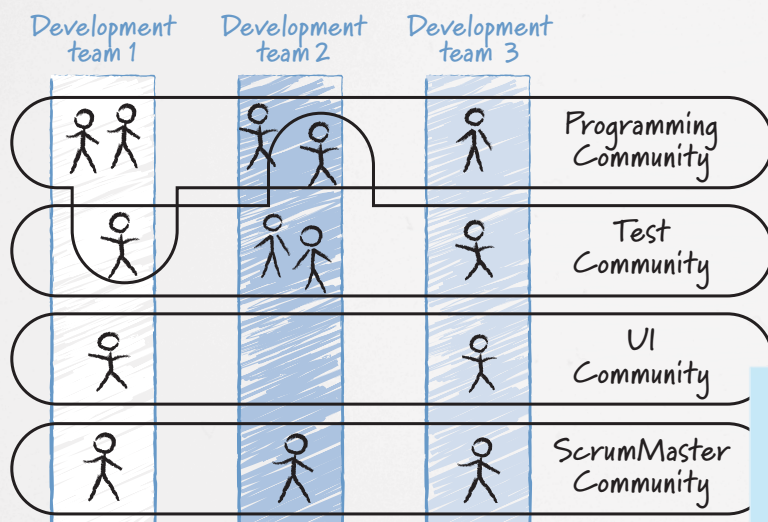 Development
team 1
Development
team 2
Development
team 3
Programming
Community
Test
Community
UI
Community
ScrumMaster
Community